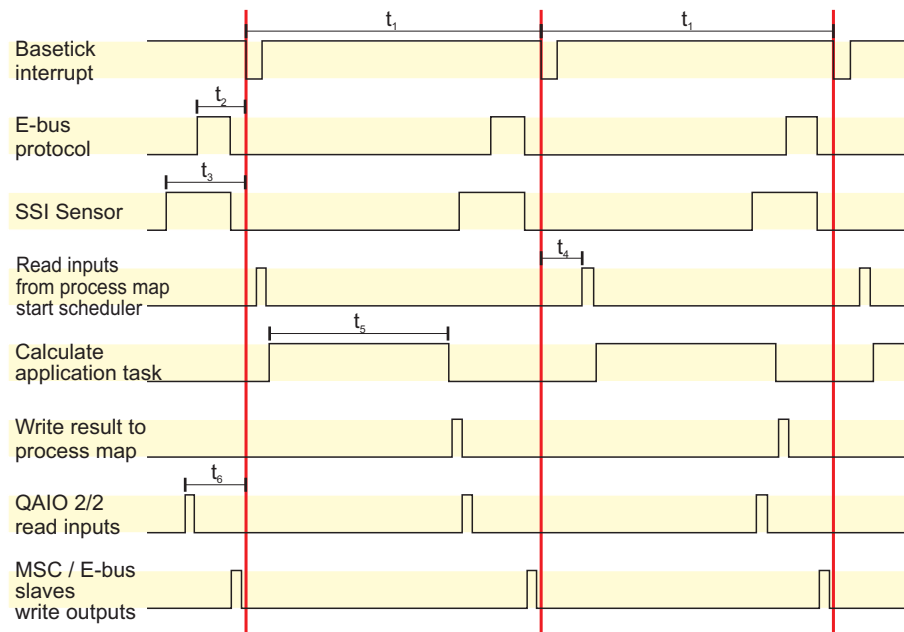 t1
t1
Basetick
interrupt
t2
E-bus
protocol
t3
SSI Sensor
Read inputs
from process map
start scheduler
t4
t5
Calculate
application task
Write result to
process map
t6
QAIO 2/2
read inputs
MSC / E-bus
slaves
write outputs